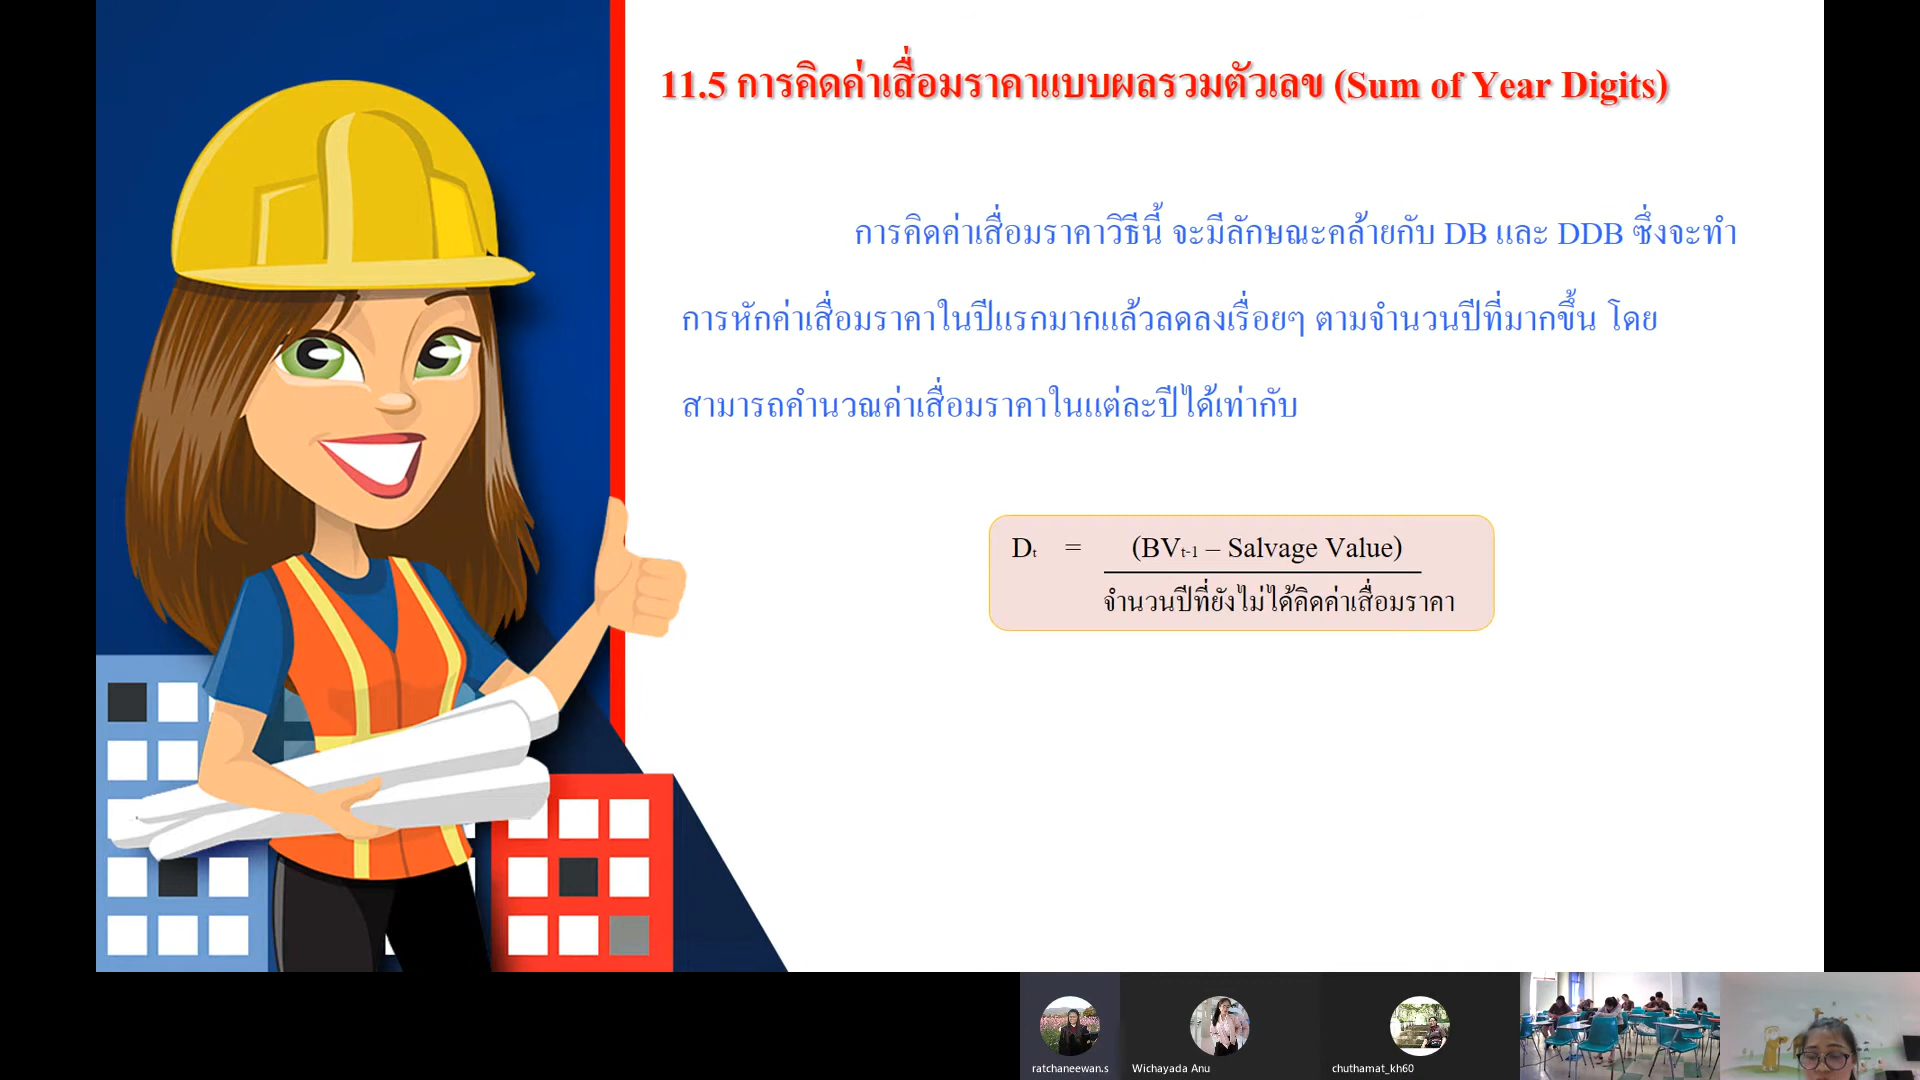 11.5 การคิดค่าเสื่อมราคาแบบผลรวมตัวเลข (Sum of Year Digits)
การคิดค่าเสื่อมราคาวิธีนี้ จะมีลักษณะคล้ายกับ DB และ DDB ซึ่งจะทำ
การหักค่าเสื่อมราคาในปีแรกมากแล้วลดลงเรื่อยๆ ตามจำนวนปีที่มากขึ้น โดย
สามารถคำนวณค่าเสื่อมราคาในแต่ละปีได้เท่ากับ
Dt = (BVt-1 – Salvage Value)
จำนวนปีที่ยังไม่ได้คิดค่าเสื่อมราคา
ratchaneewan.s
Wichayada Anu
chuthamat_kh60